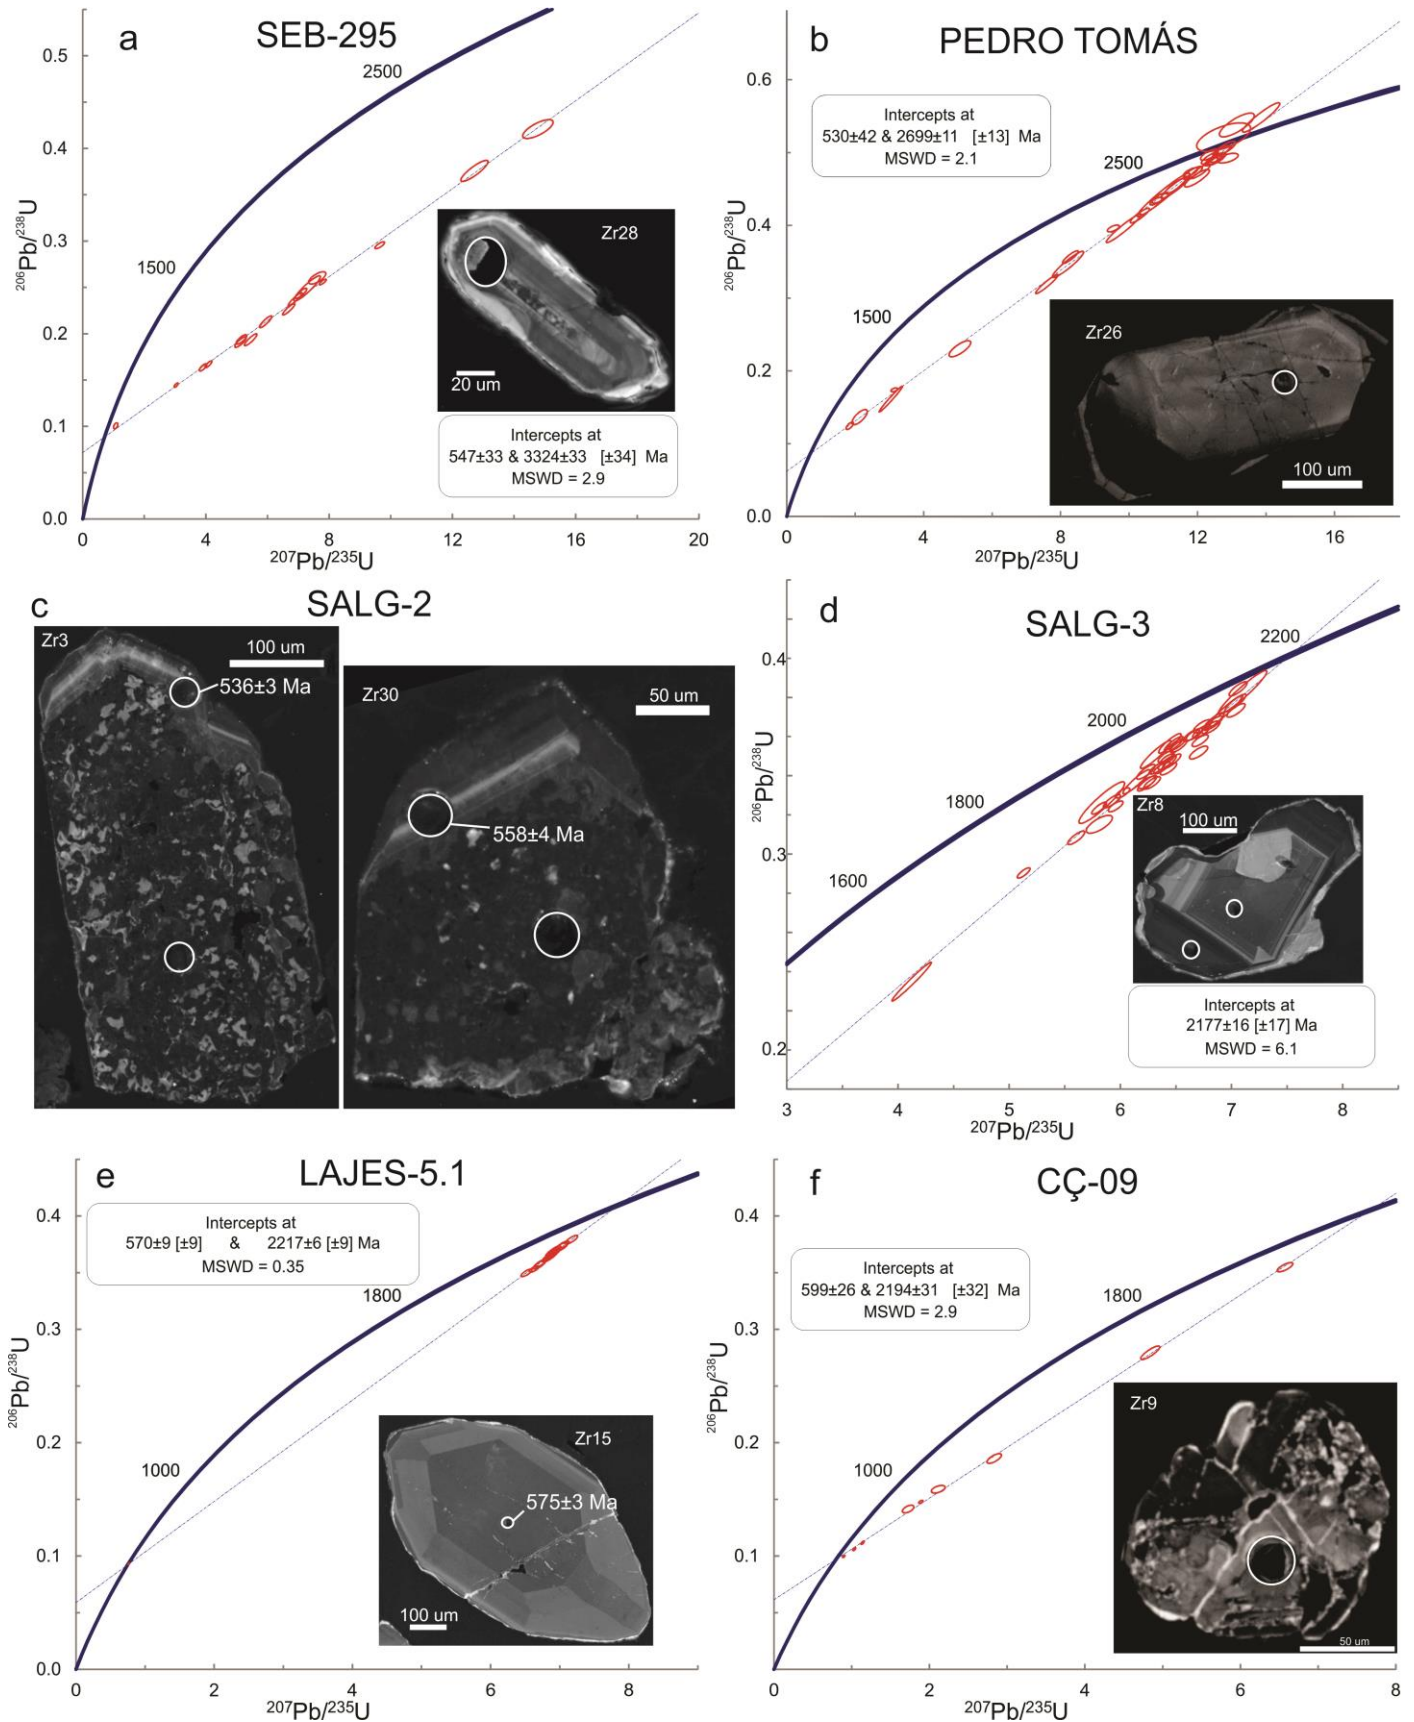 a
SEB-295
0.5
0.4
0.3
0.2
0.1
0.0
206Pb/238U
2500
1500
Zr28
20 um
Intercepts at
547±33 & 3324±33 [±34] Ma
MSWD = 2.9
0 4 8 12 16 20
207Pb/235U
b
PEDRO TOMÁS
0.6
0.4
0.2
0.0
206Pb/238U
Intercepts at
530±42 & 2699±11 [±13] Ma
MSWD = 2.1
2500
1500
Zr26
100 um
0 4 8 12 16
207Pb/235U
c
SALG-2
Zr3
100 um
536±3 Ma
Zr30
50 um
558±4 Ma
d
SALG-3
0.4
0.3
0.2
206Pb/238U
2200
2000
1800
1600
Zr8
100 um
Intercepts at
2177±16 [±17] Ma
MSWD = 6.1
3 4 5 6 7 8
207Pb/235U
e
LAJES-5.1
Intercepts at
570±9 [±9] & 2217±6 [±9] Ma
MSWD = 0.35
0.4
0.3
0.2
0.1
0.0
206Pb/238U
1800
1000
Zr15
575±3 Ma
100 um
0 2 4 6 8
207Pb/235U
f
CÇ-09
Intercepts at
599±26 & 2194±31 [±32] Ma
MSWD = 2.9
0.4
0.3
0.2
0.1
0.0
206Pb/238U
1800
1000
Zr9
50 um
0 2 4 6 8
207Pb/235U